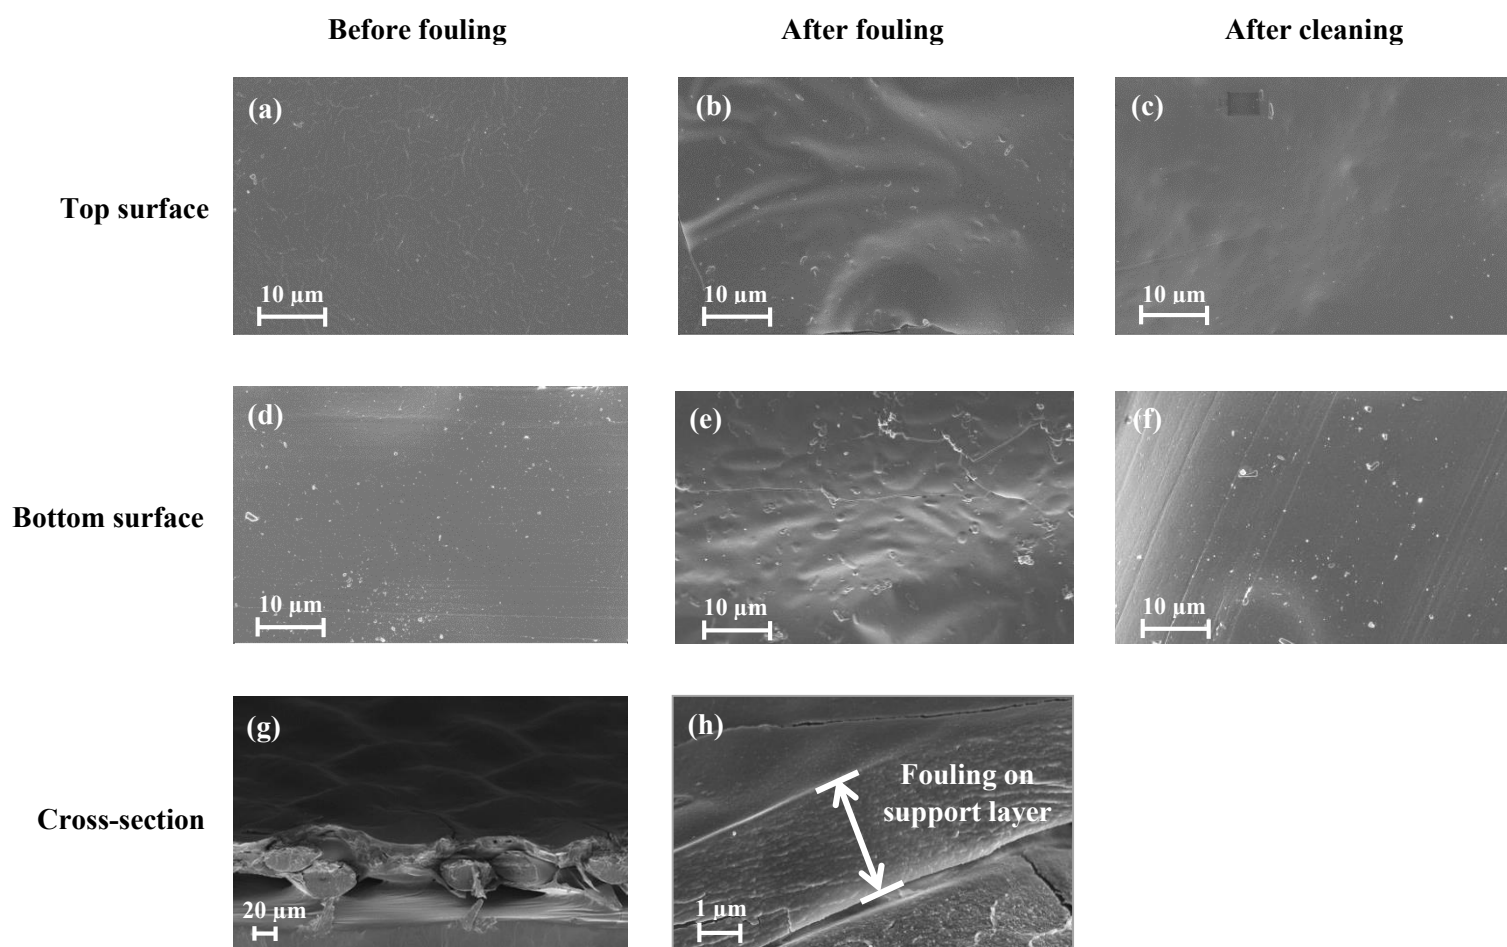 Before fouling
After fouling
After cleaning
Top surface
(a)
10 µm
(b)
10 µm
(c)
10 µm
Bottom surface
(d)
10 µm
(e)
10 µm
(f)
10 µm
Cross-section
(g)
20 µm
(h)
Fouling on
support layer
1 µm